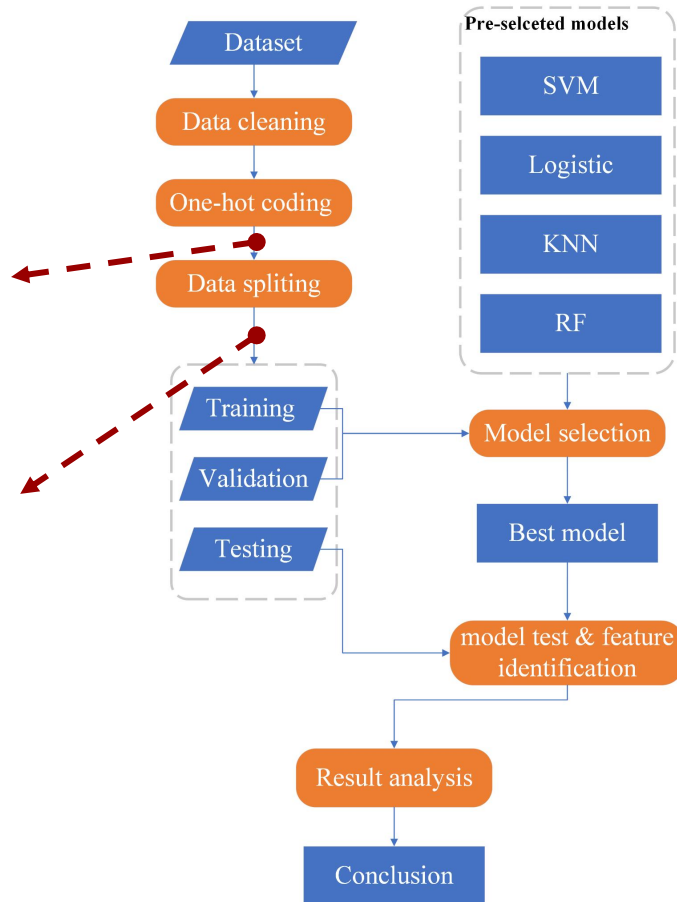 Dataset
Data cleaning
One-hot coding
Data spliting
Training
Validation
Testing
Pre-selceted models
SVM
Logistic
KNN
RF
Model selection
Best model
model test & feature
identification
Result analysis
Conclusion